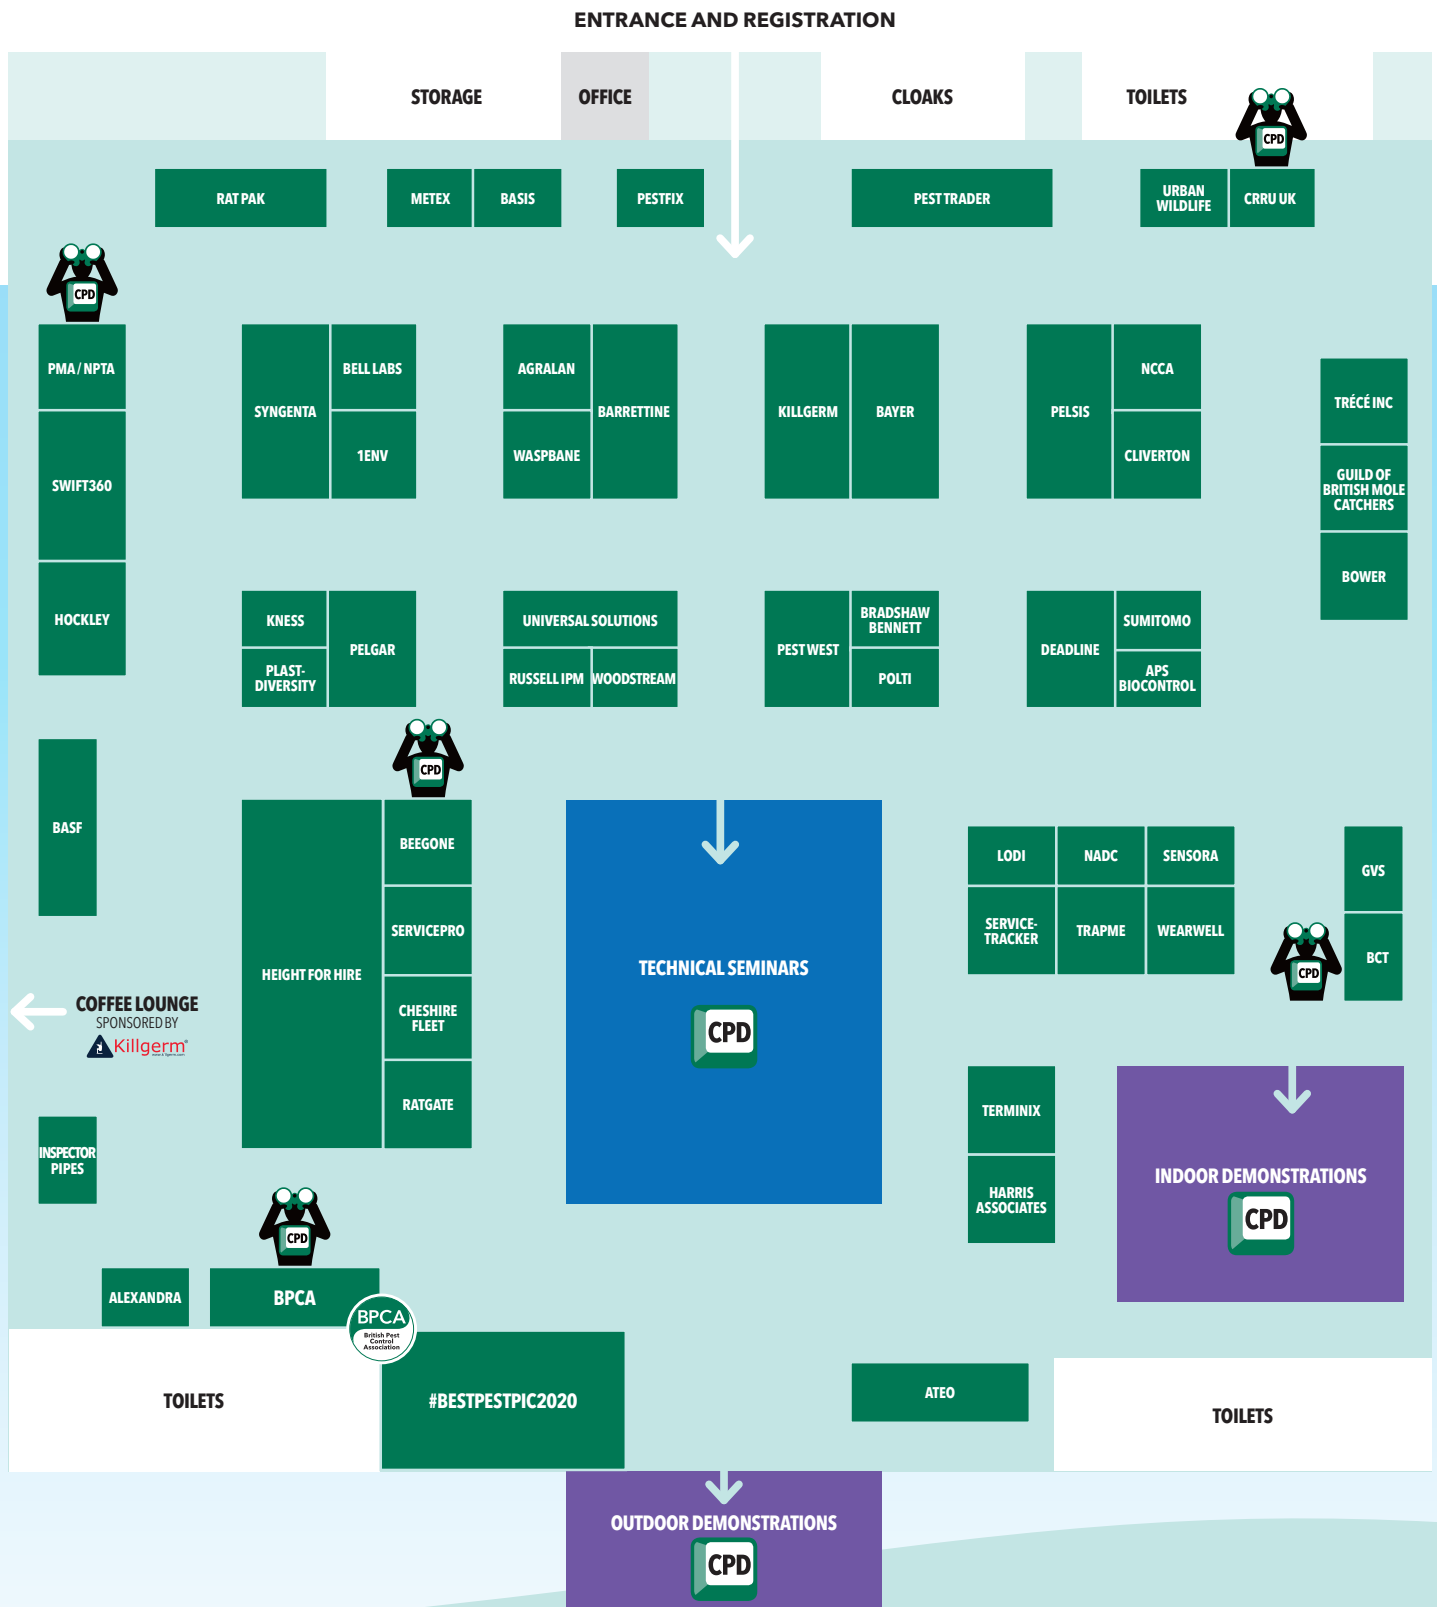 ENTRANCE AND REGISTRATION
STORAGE
OFFICE
CLOAKS
TOILETS
CPD
RAT PAK
METEX
BASIS
PESTFIX
PEST TRADER
URBAN
WILDLIFE
CRRU UK
CPD
PMA / NPTA
SWIFT360
HOCKLEY
SYNGENTA
BELL LABS
1ENV
AGRALAN
WASPBANE
BARRETTINE
KILLGERM
BAYER
PELSIS
NCCA
CLIVERTON
TRÉCÉ INC
GUILD OF
BRITISH MOLE
CATCHERS
BOWER
KNESS
PLAST-
DIVERSITY
PELGAR
UNIVERSAL SOLUTIONS
RUSSELL IPM
WOODSTREAM
PEST WEST
BRADSHAW
BENNETT
POLTI
DEADLINE
SUMITOMO
APS
BIOCONTROL
CPD
BASF
HEIGHT FOR HIRE
BEEGONE
SERVICEPRO
CHESHIRE
FLEET
RATGATE
TECHNICAL SEMINARS
CPD
LODI
NADC
SENSORA
SERVICE-
TRACKER
TRAPME
WEARWELL
GVS
BCT
CPD
COFFEE LOUNGE
SPONSORED BY
Killgerm®
INSPECTOR
PIPES
TERMINIX
HARRIS
ASSOCIATES
INDOOR DEMONSTRATIONS
CPD
CPD
ALEXANDRA
BPCA
BPCA
British Pest
Control
Association
TOILETS
#BESTPESTPIC2020
ATEO
TOILETS
OUTDOOR DEMONSTRATIONS
CPD